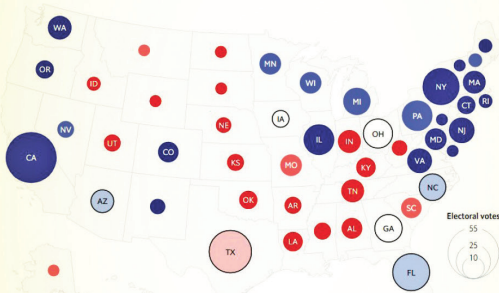 WA
OR
MN
ID
WI
NY
MA
MI
CT
RI
IA
PA
NV
NE
OH
NJ
UT
IL
IN
MD
CO
CA
KS
MO
KY
VA
TN
NC
AZ
OK
AR
SC
Electoral votes
AL
GA
55
LA
25
TX
10
FL